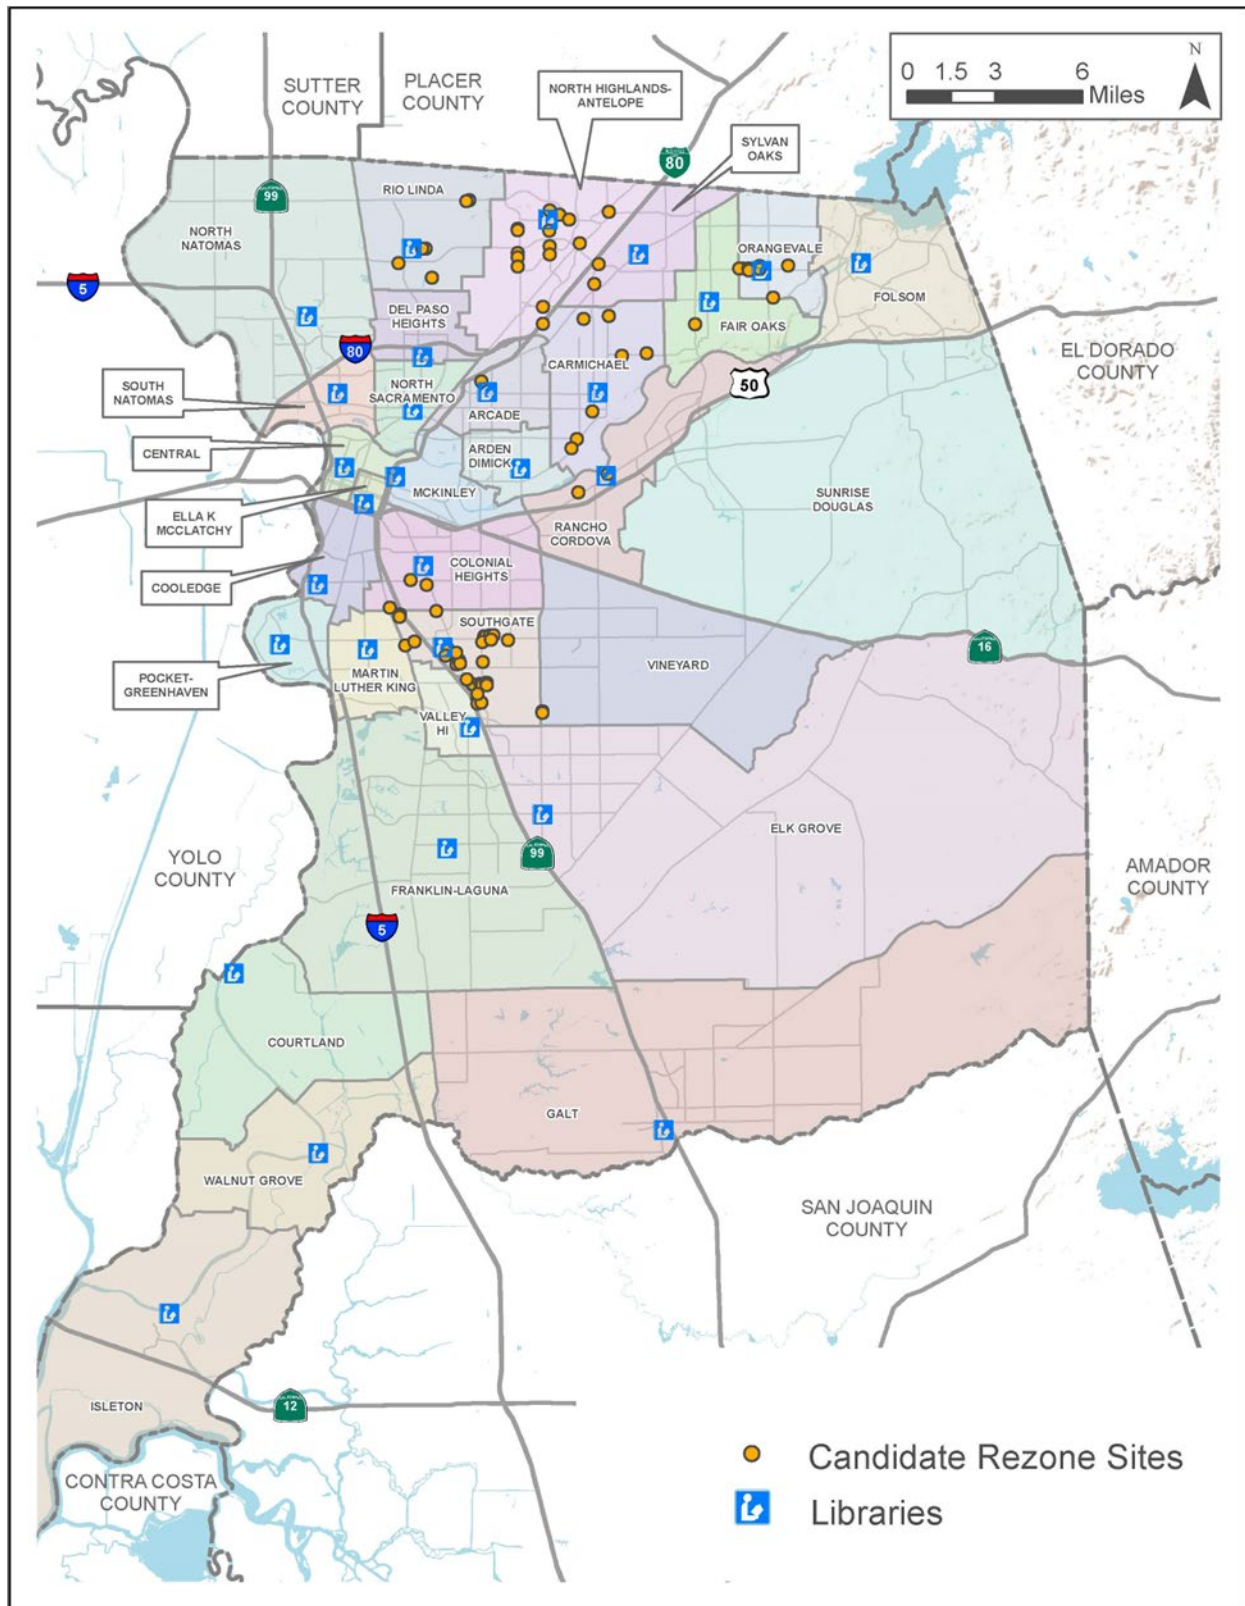 N
0 1.5 3 6
Miles
SUTTER
COUNTY
PLACER
COUNTY
NORTH HIGHLANDS-
ANTELOPE
SYLVAN
OAKS
80
99
RIO LINDA
NORTH
NATOMAS
ORANGEVALE
5
FOLSOM
DEL PASO
HEIGHTS
FAIR OAKS
80
EL DORADO
COUNTY
CARMICHAEL
50
SOUTH
NATOMAS
NORTH
SACRAMENTO
ARCADE
CENTRAL
ARDEN
DIMICK
MCKINLEY
SUNRISE
DOUGLAS
ELLA K
MCCLATCHY
RANCHO
CORDOVA
COLONIAL
HEIGHTS
COOLEDGE
SOUTHGATE
16
VINEYARD
POCKET-
GREENHAVEN
MARTIN
LUTHER KING
VALLEY
HI
ELK GROVE
99
YOLO
COUNTY
AMADOR
COUNTY
FRANKLIN-LAGUNA
5
COURTLAND
GALT
WALNUT GROVE
SAN JOAQUIN
COUNTY
ISLETON
12
CONTRA COSTA
COUNTY
Candidate Rezone Sites
Libraries